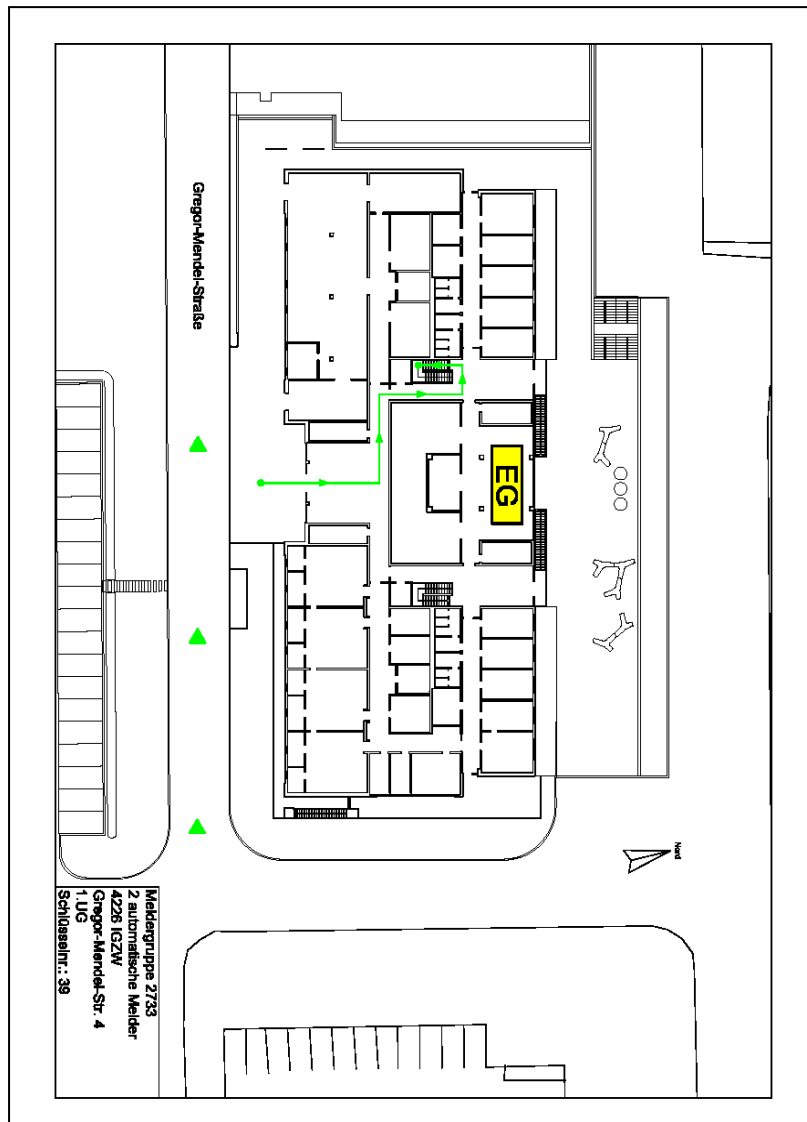 Gregor-Mendel-Straße
EG
Nord
Meldergruppe 2733
2 automatische Melder
4226 IGZW
Gregor-Mendel-Str. 4
1.UG
Schlüsselnr.: 39